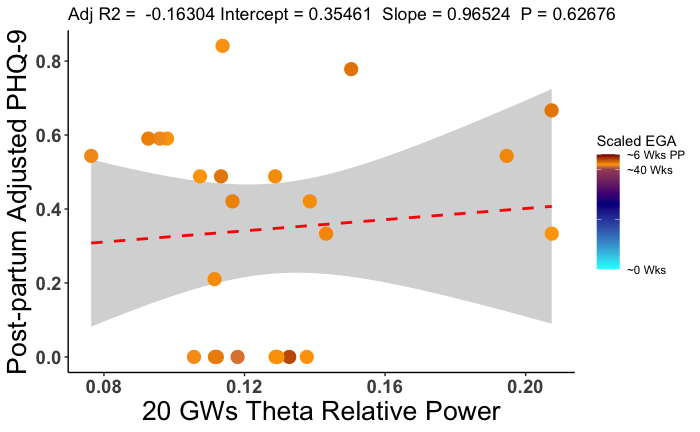 Adj R2 =  -0.16304 Intercept = 0.35461  Slope = 0.96524  P = 0.62676
Post-partum Adjusted PHQ-9
0.8
0.6
0.4
0.2
0.0
0.08
0.12
0.16
0.20
20 GWs Theta Relative Power
Scaled EGA
~6 Wks PP
~40 Wks
~0 Wks